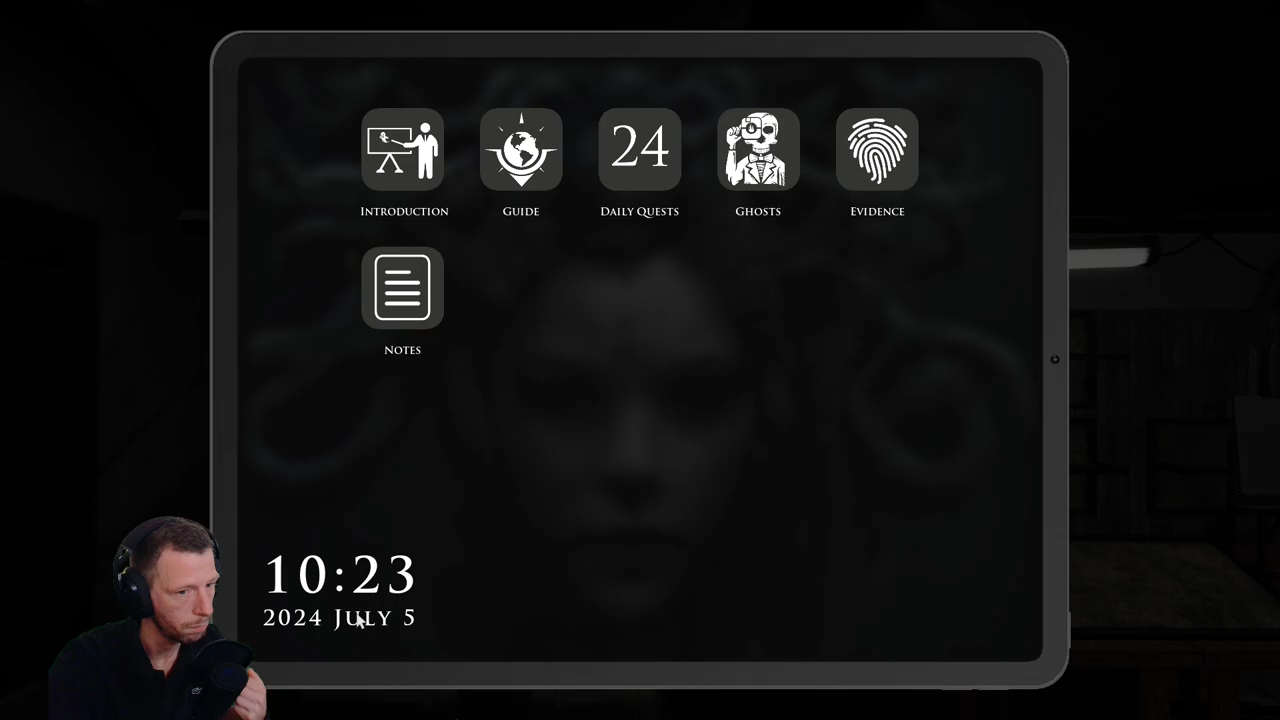 24
INTRODUCTION
GUIDE
DAILY QUESTS
GHOSTS
EVIDENCE
NOTES
10:23
2024 JULY 5